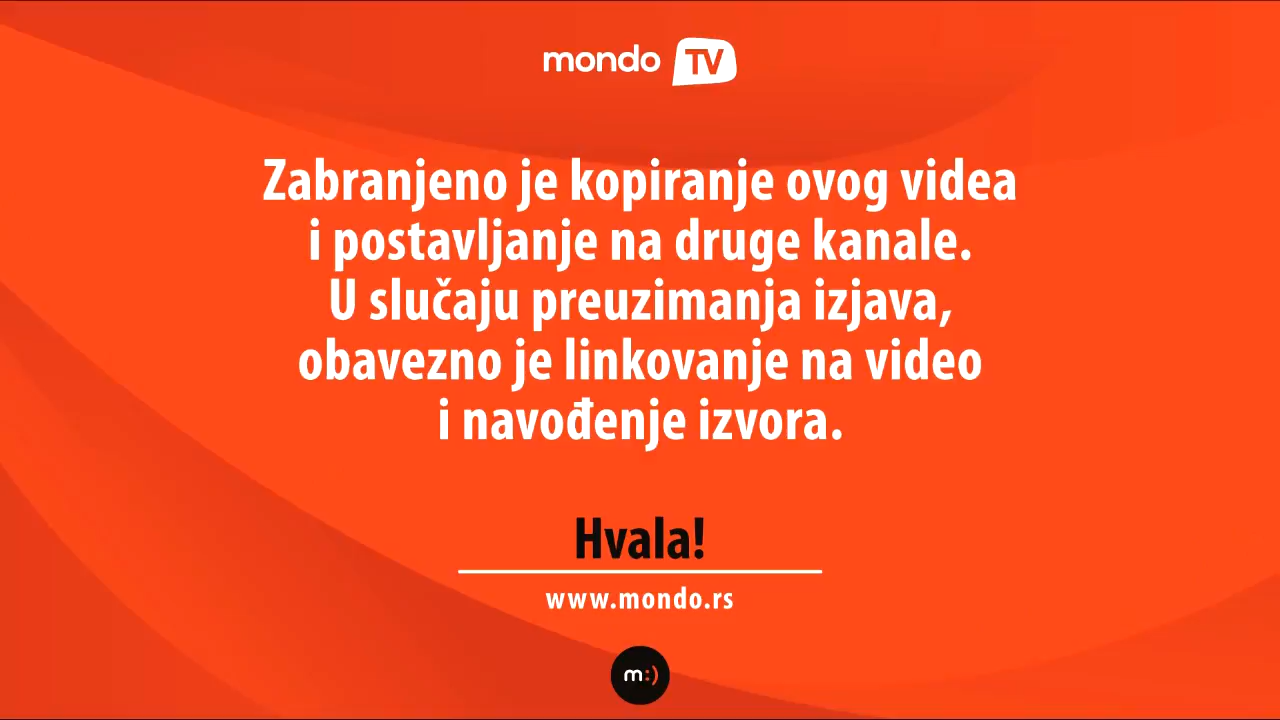 mondo TV
Zabranjeno je kopiranje ovog videa
i postavljanje na druge kanale.
U slučaju preuzimanja izjava,
obavezno je linkovanje na video
i navođenje izvora.
Hvala!
www.mondo.rs
m:)